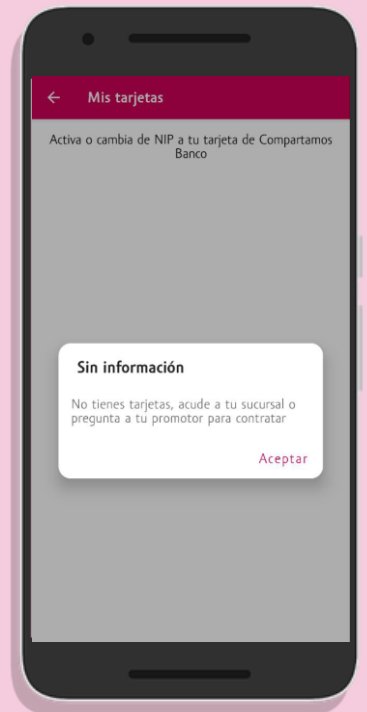 Mis tarjetas
Activa o cambia de NIP a tu tarjeta de Compartamos
Banco
Sin información
No tienes tarjetas, acude a tu sucursal o
pregunta a tu promotor para contratar
Aceptar